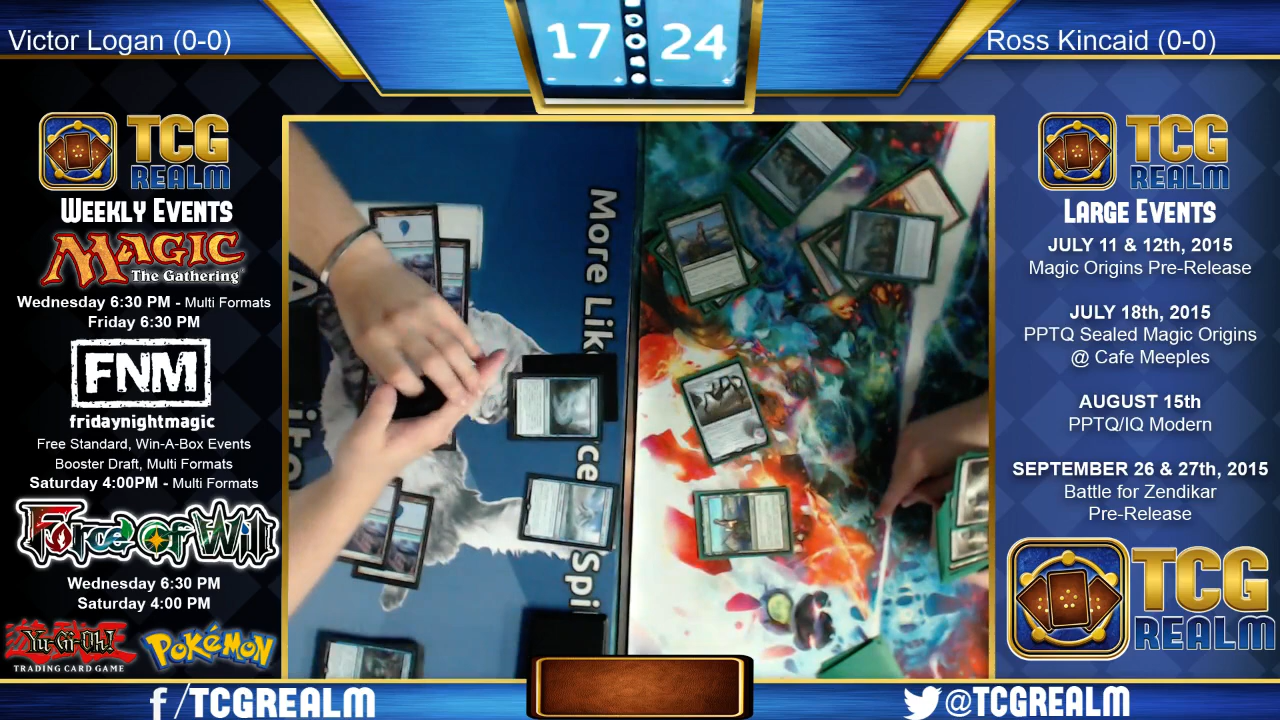 Victor Logan (0-0)
17 24
Ross Kincaid (0-0)
TCG
REALM
WEEKLY EVENTS
MAGIC
The Gathering
Wednesday 6:30 PM - Multi Formats
Friday 6:30 PM
FNM
fridaynightmagic
Free Standard, Win-A-Box Events
Booster Draft, Multi Formats
Saturday 4:00PM - Multi Formats
Force of Will
Wednesday 6:30 PM
Saturday 4:00 PM
Yu-Gi-Oh!
TRADING CARD GAME
POKÉMON
More Lik
ce
Spi
TCG
REALM
LARGE EVENTS
JULY 11 & 12th, 2015
Magic Origins Pre-Release
JULY 18th, 2015
PPTQ Sealed Magic Origins
@ Cafe Meeples
AUGUST 15th
PPTQ/IQ Modern
SEPTEMBER 26 & 27th, 2015
Battle for Zendikar
Pre-Release
TCG
REALM
f /TCGREALM
@TCGREALM